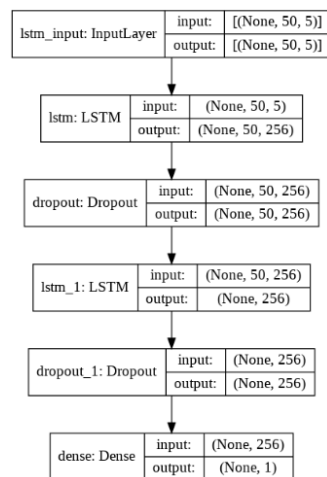 lstm_input: InputLayer input: [(None, 50, 5)]
output: [(None, 50, 5)]
lstm: LSTM input: (None, 50, 5)
output: (None, 50, 256)
dropout: Dropout input: (None, 50, 256)
output: (None, 50, 256)
lstm_1: LSTM input: (None, 50, 256)
output: (None, 256)
dropout_1: Dropout input: (None, 256)
output: (None, 256)
dense: Dense input: (None, 256)
output: (None, 1)